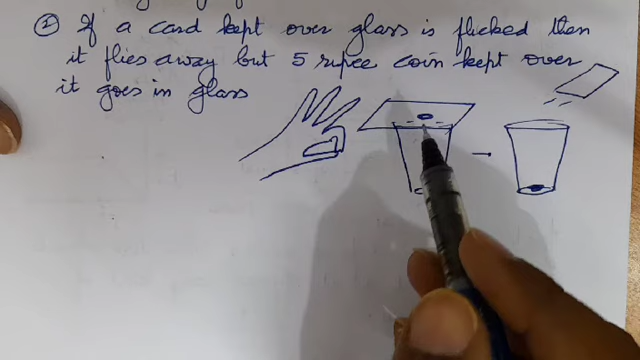 ① If a card kept over glass is flicked then
it flies away but 5 rupee coin kept over
it goes in glass